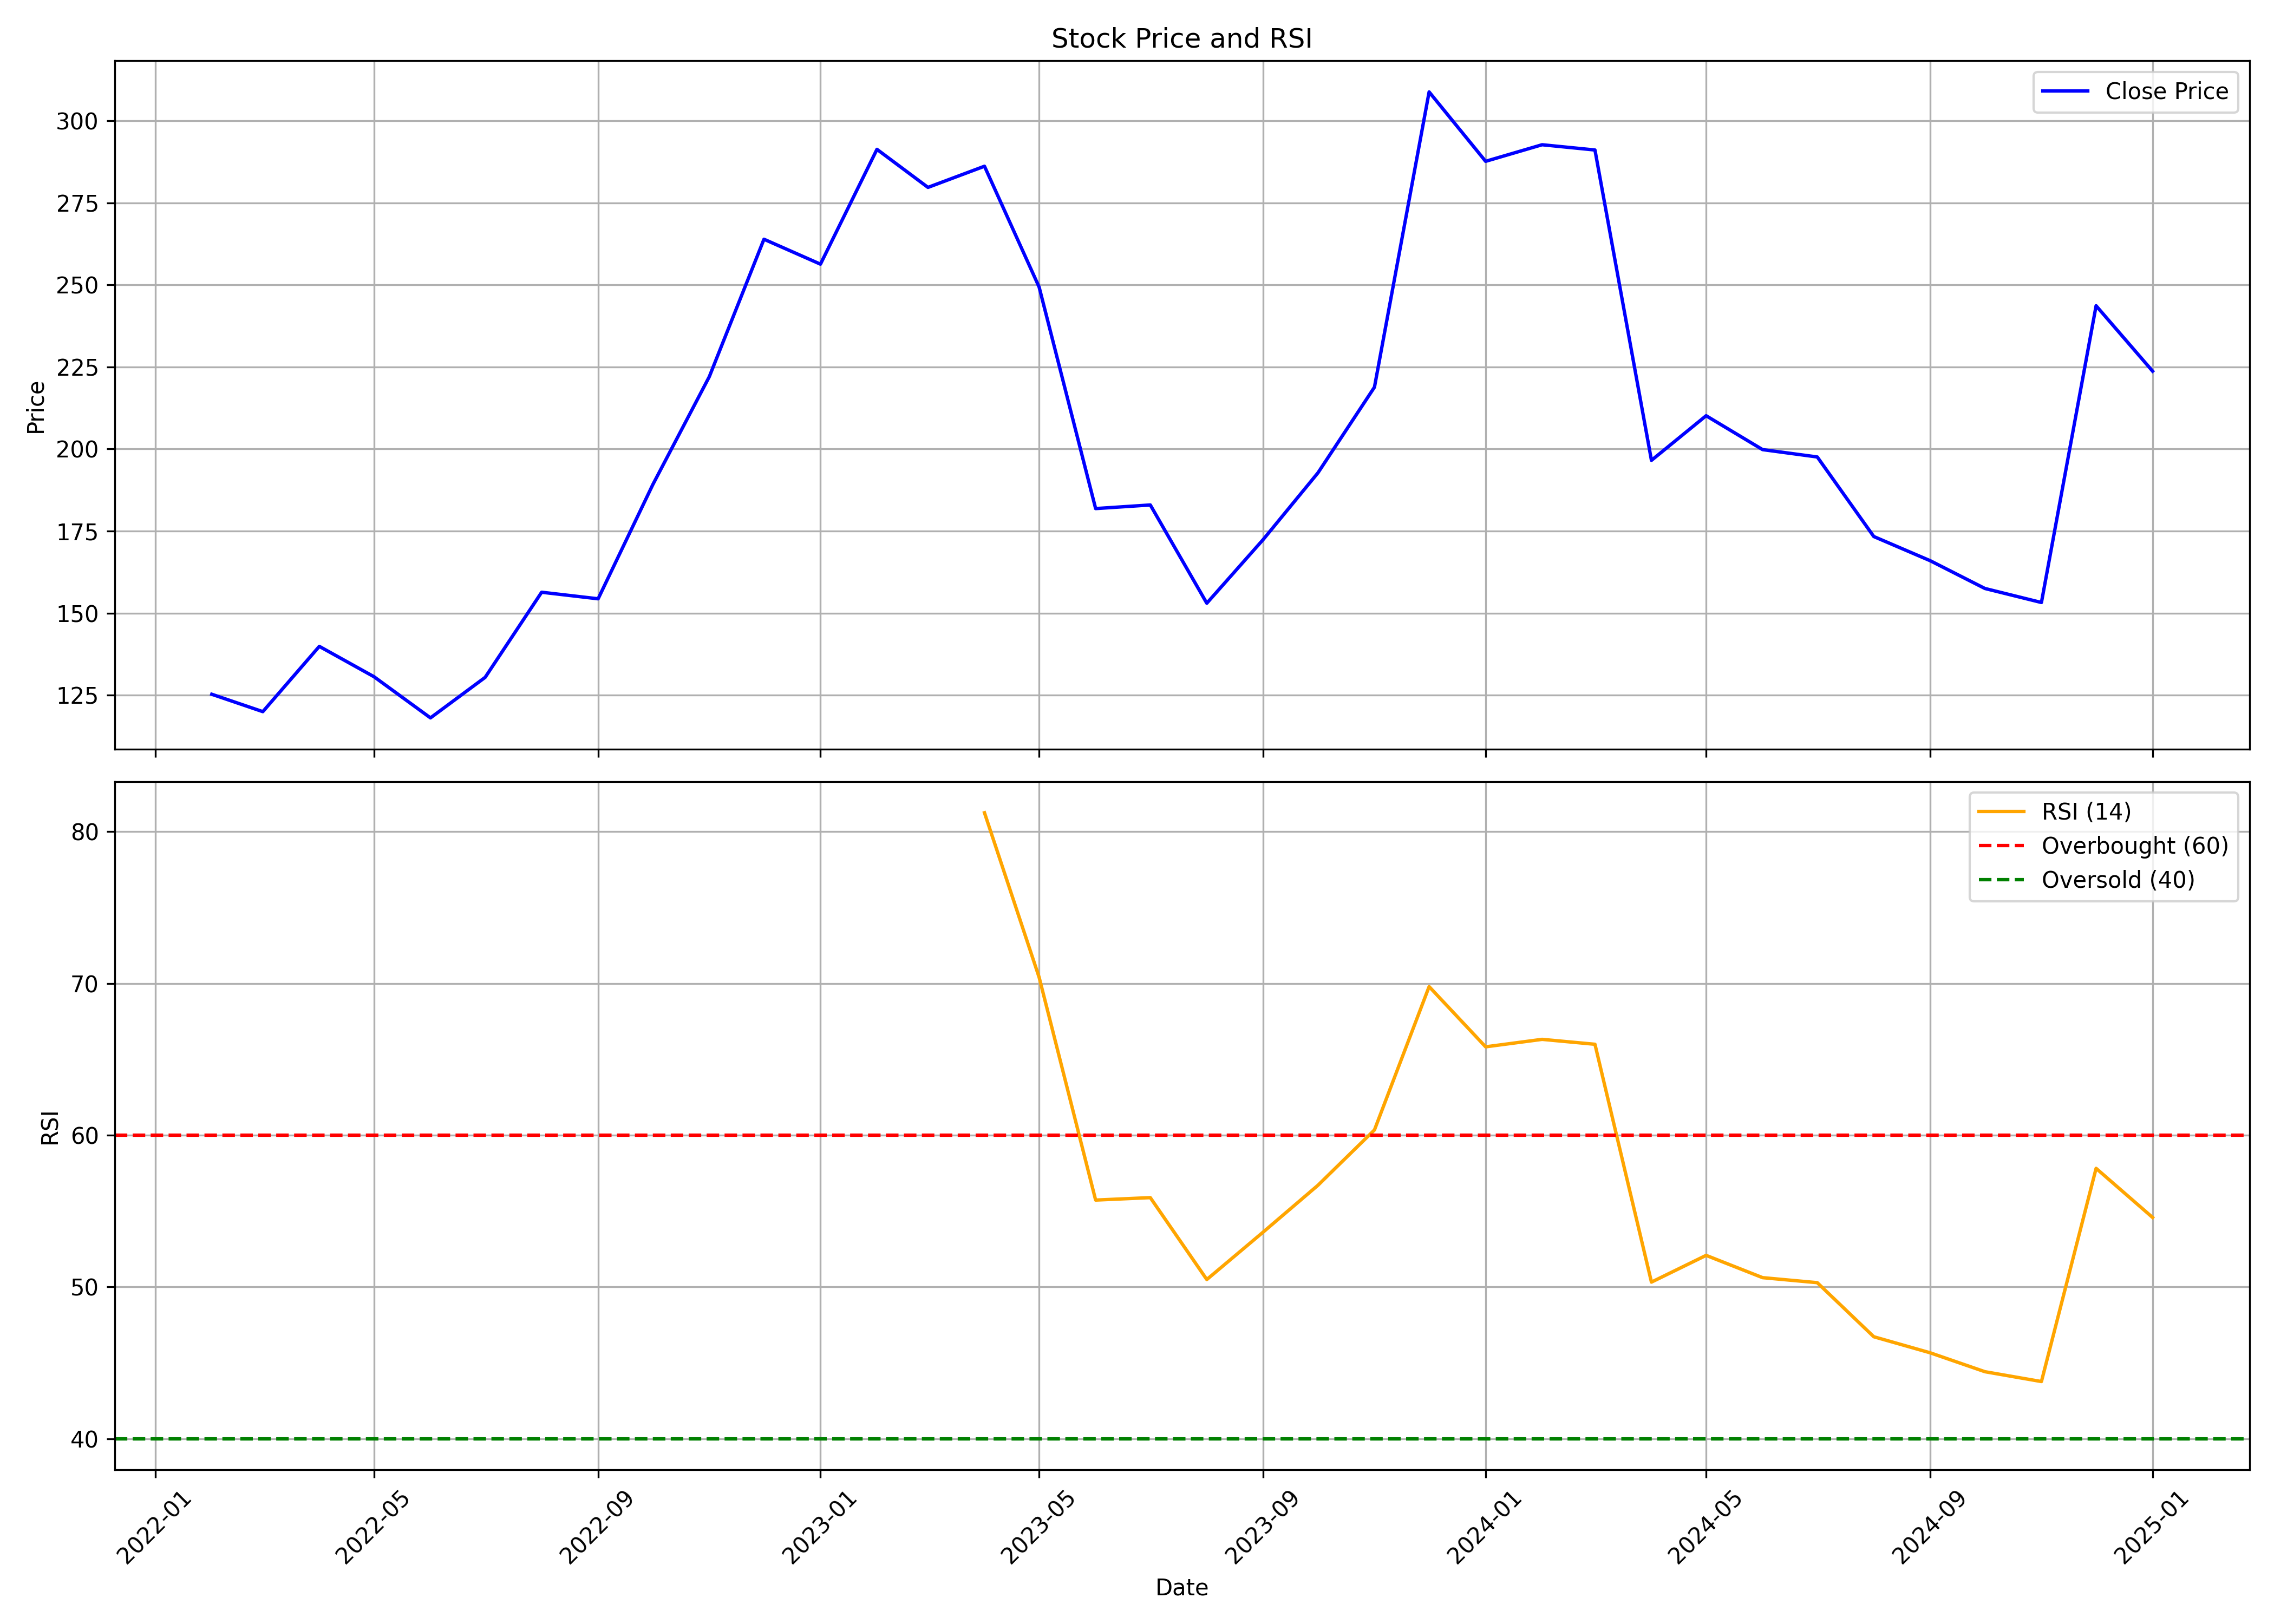 Stock Price and RSI
Close Price
300
275
250
225
200
175
150
125
Price
RSI (14)
Overbought (60)
Oversold (40)
80
70
60
50
40
RSI
2022-01
2022-05
2022-09
2023-01
2023-05
2023-09
2024-01
2024-05
2024-09
2025-01
Date